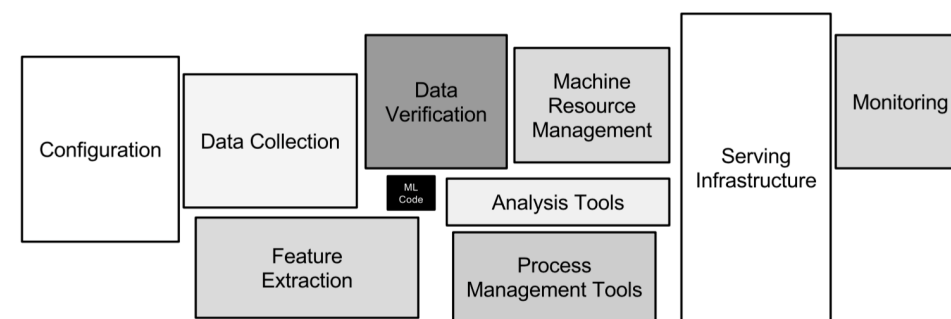 Configuration
Data Collection
Data
Verification
Machine
Resource
Management
Serving
Infrastructure
Monitoring
ML
Code
Analysis Tools
Feature
Extraction
Process
Management Tools